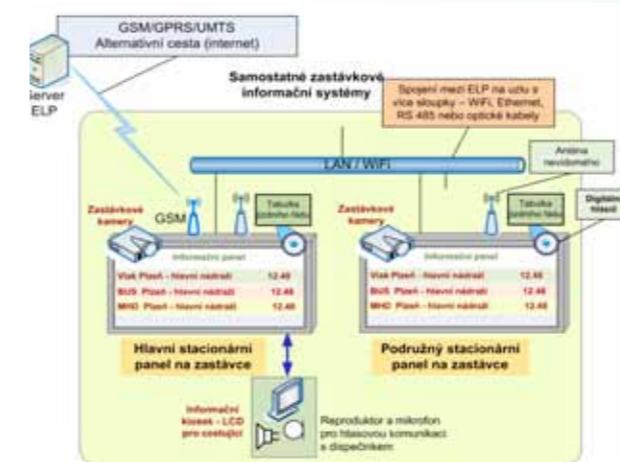 GSM/GPRS/UMTS
Alternativní cesta (internet)
Server
ELP
Samostatné zastávkové
informační systémy
Spojení mezi ELP na uzlu s
více sloupky – WiFi, Ethernet,
RS 485 nebo optické kabely
LAN / WiFi
Anténa
nevidomého
Zastávkové
kamery
GSM
Tabulka
jízdního řádu
Zastávkové
kamery
Tabulka
jízdního řádu
Digitální
hlásič
Informační panel
Vlak Plzeň - hlavní nádraží 12.48
BUS Plzeň - hlavní nádraží 12.48
MHD Plzeň - hlavní nádraží 12.48
Informační panel
Vlak Plzeň - hlavní nádraží 12.48
BUS Plzeň - hlavní nádraží 12.48
MHD Plzeň - hlavní nádraží 12.48
Hlavní stacionární
panel na zastávce
Podružný stacionární
panel na zastávce
Informační
kiosek - LCD
pro cestující
Reproduktor a mikrofon
pro hlasovou komunikaci
s dispečinkem